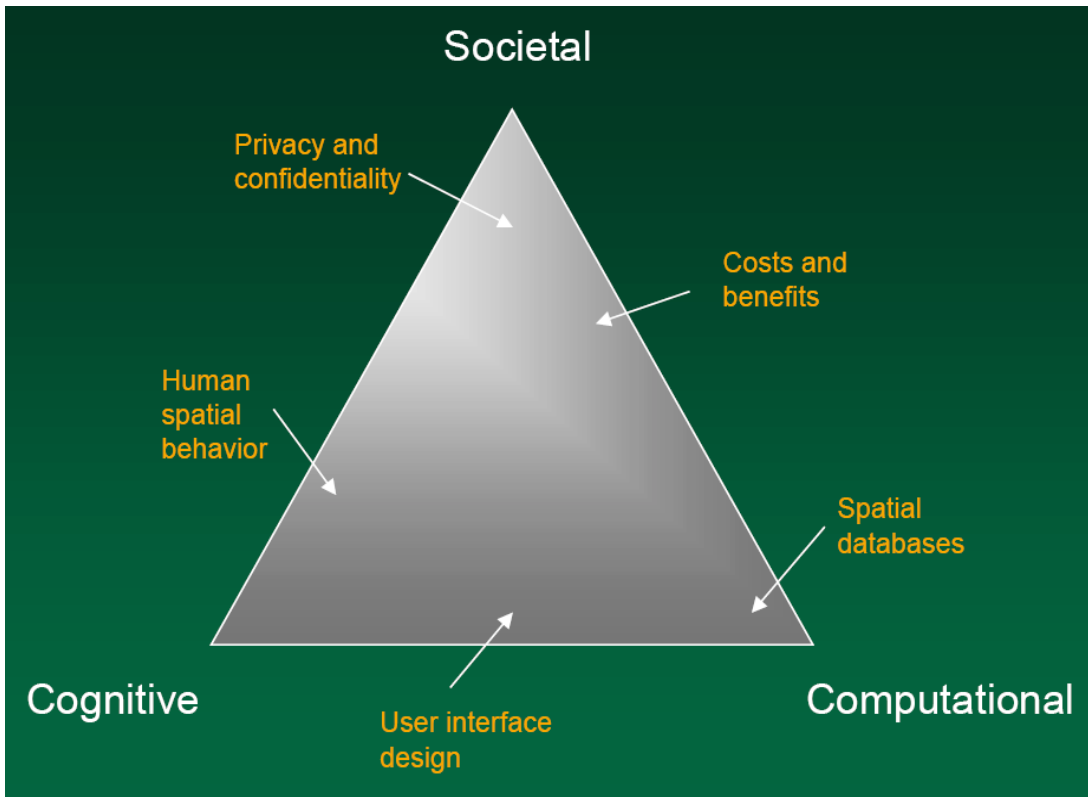 Societal
Privacy and
confidentiality
Costs and
benefits
Human
spatial
behavior
Spatial
databases
Cognitive
Computational
User interface
design